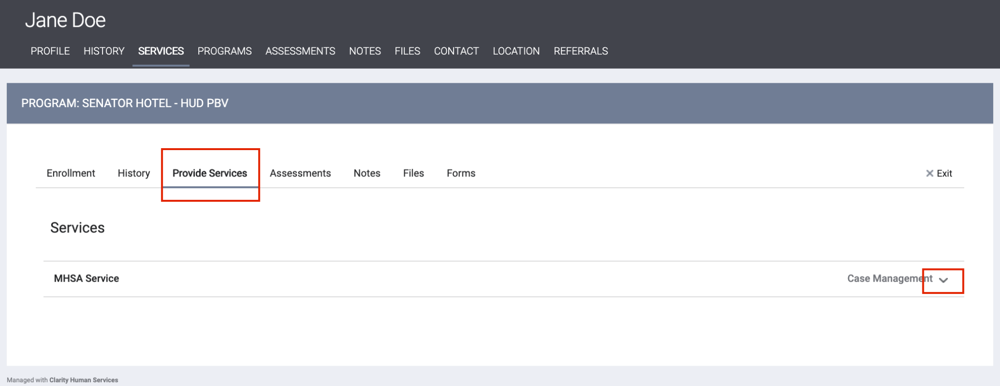 Jane Doe
PROFILE HISTORY SERVICES PROGRAMS ASSESSMENTS NOTES FILES CONTACT LOCATION REFERRALS
PROGRAM: SENATOR HOTEL - HUD PBV
Enrollment History Provide Services Assessments Notes Files Forms Exit
Services
MHSA Service Case Management
Managed with Clarity Human Services